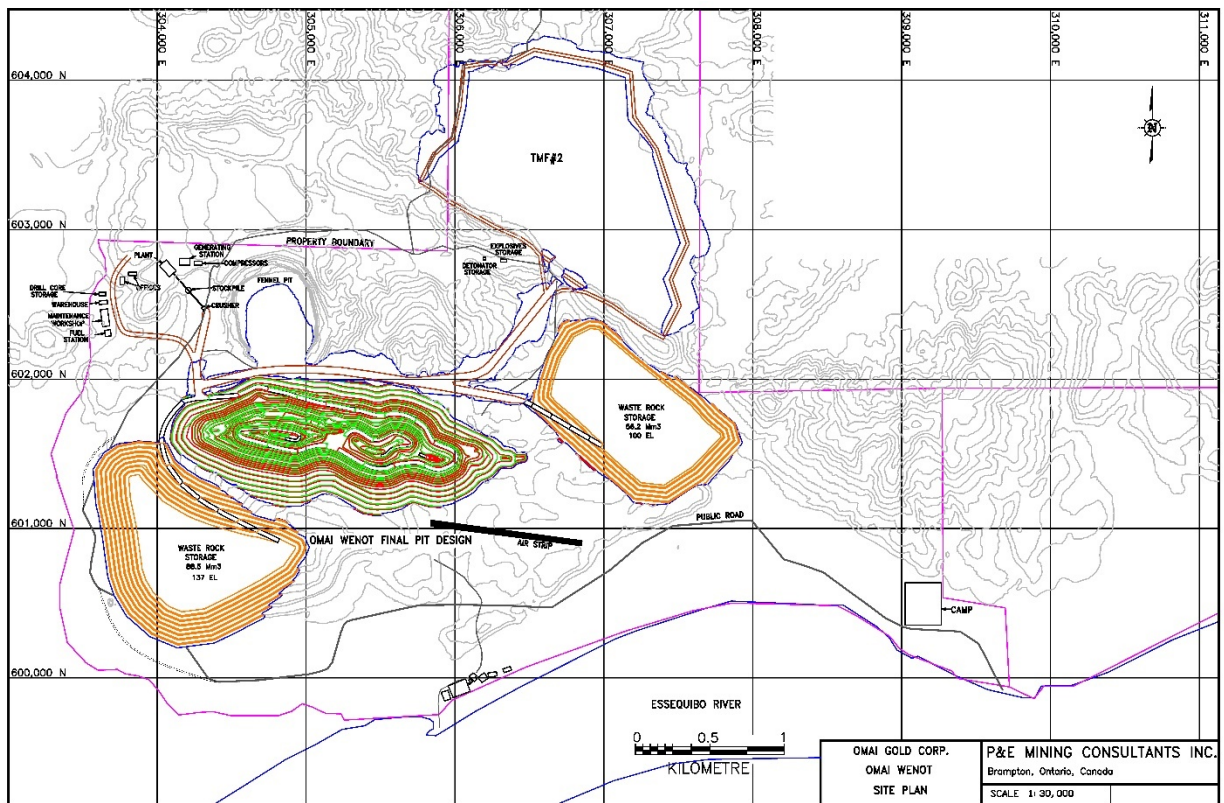 304,000 E
305,000 E
306,000 E
307,000 E
308,000 E
309,000 E
310,000 E
311,000 E
604,000 N
N
TMF#2
603,000 N
PROPERTY BOUNDARY
EXPLOSIVES
STORAGE
DETONATOR
STORAGE
GENERATING
STATION
PLANT
COMPRESSORS
OFFICES
STOCKPILE
FENNEL PIT
DRILL CORE
STORAGE
WAREHOUSE
CRUSHER
MAINTENANCE
WORKSHOP
FUEL
STATION
602,000 N
WASTE ROCK
STORAGE
100 EL
601,000 N
PUBLIC ROAD
OMAI WENOT FINAL PIT DESIGN
AIR STRIP
WASTE ROCK
STORAGE
137 EL
CAMP
600,000 N
ESSEQUIBO RIVER
0 0.5 1
KILOMETRE
OMAI GOLD CORP.
OMAI WENOT
SITE PLAN
P&E MINING CONSULTANTS INC.
Brampton, Ontario, Canada
SCALE 1:30,000